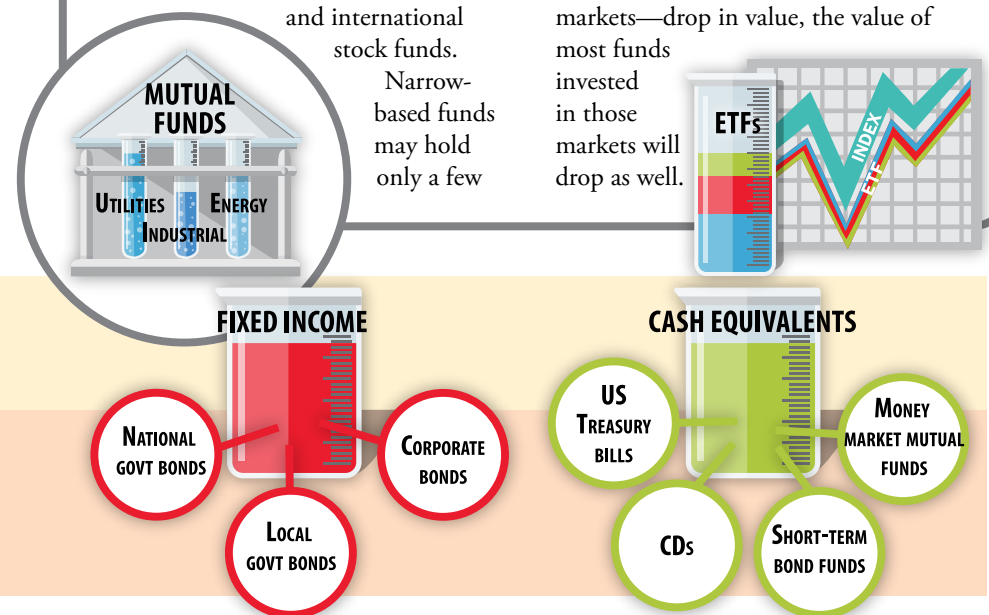 and international
stock funds.
Narrow-
based funds
may hold
only a few
markets—drop in value, the value of
most funds
invested
in those
markets will
drop as well.
MUTUAL
FUNDS
UTILITIES
ENERGY
INDUSTRIAL
ETFs
INDEX
ETF
FIXED INCOME
NATIONAL
GOVT BONDS
LOCAL
GOVT BONDS
CORPORATE
BONDS
CASH EQUIVALENTS
US
TREASURY
BILLS
CDs
SHORT-TERM
BOND FUNDS
MONEY
MARKET MUTUAL
FUNDS